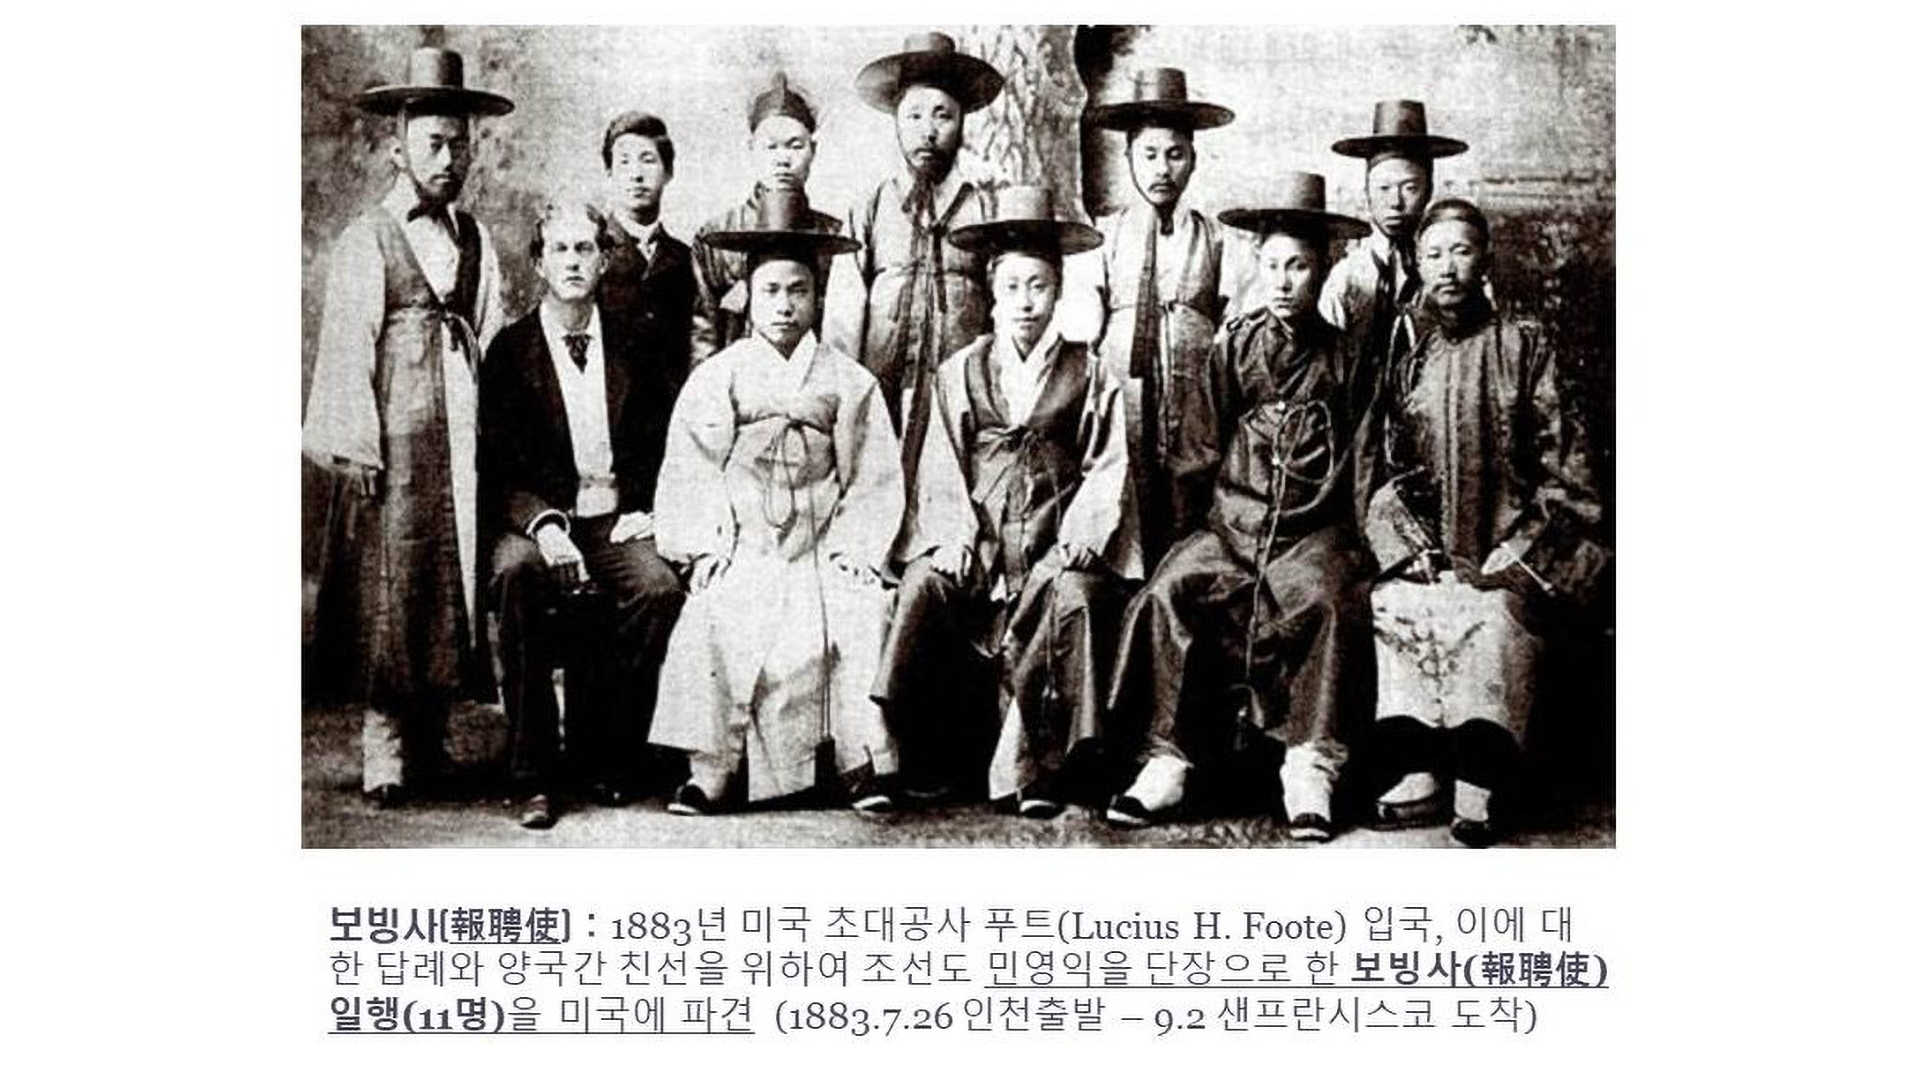 보빙사[報聘使] : 1883년 미국 초대공사 푸트(Lucius H. Foote) 입국, 이에 대
한 답례와 양국간 친선을 위하여 조선도 민영익을 단장으로 한 보빙사(報聘使)
일행(11명)을 미국에 파견 (1883.7.26 인천출발 – 9.2 샌프란시스코 도착)